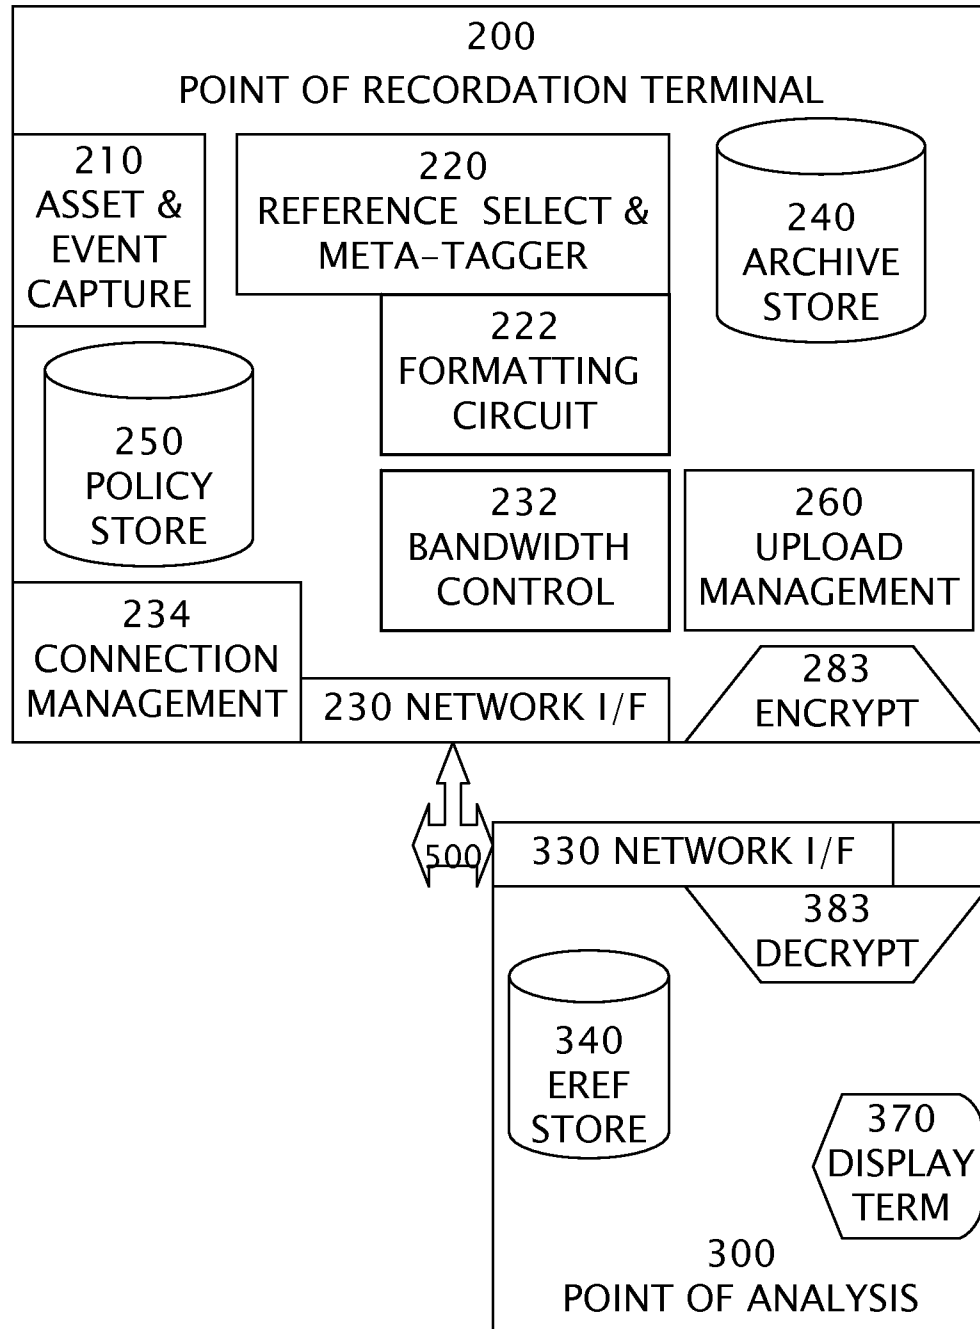 200
POINT OF RECORDATION TERMINAL
210
ASSET &
EVENT
CAPTURE
220
REFERENCE SELECT &
META-TAGGER
240
ARCHIVE
STORE
222
FORMATTING
CIRCUIT
250
POLICY
STORE
232
BANDWIDTH
CONTROL
260
UPLOAD
MANAGEMENT
234
CONNECTION
MANAGEMENT
230 NETWORK I/F
283
ENCRYPT
500
330 NETWORK I/F
383
DECRYPT
340
EREF
STORE
370
DISPLAY
TERM
300
POINT OF ANALYSIS